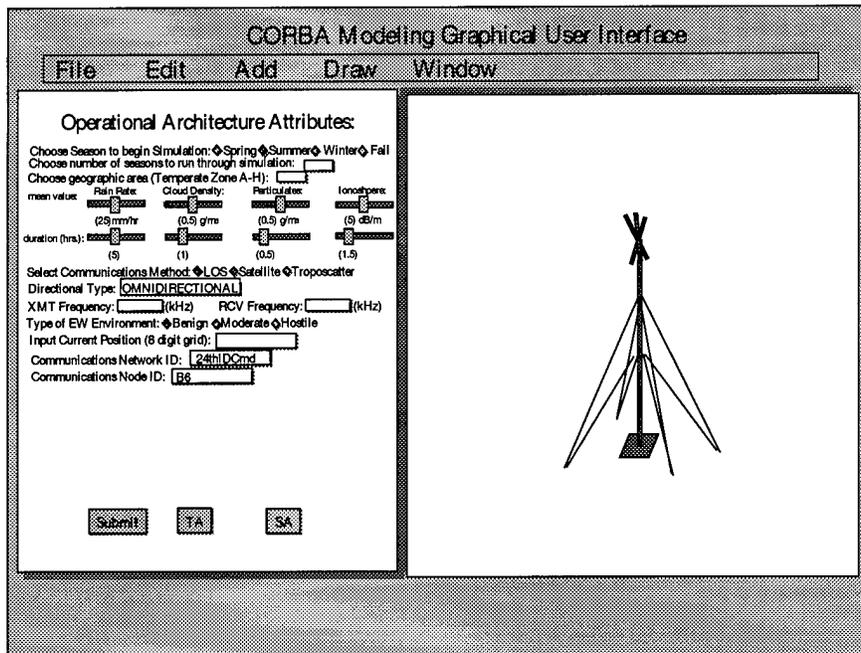 CORBA Modeling Graphical User Interface
File Edit Add Draw Window
Operational Architecture Attributes:
Choose Season to begin Simulation: Spring Summer Winter Fall
Choose number of seasons to run through simulation:
Choose geographic area (Temperate Zone A-H):
mean value: Rain Rate: Cloud Density: Particulates: Ionoshpere:
(25) mm/hr (0.5) g/m (0.5) g/m (5) dB/m
duration (hrs.):
(5) (1) (0.5) (1.5)
Select Communications Method: LOS Satellite Troposcatter
Directional Type: OMNIDIRECTIONAL
XMT Frequency: (kHz) RCV Frequency: (kHz)
Type of EW Environment: Benign Moderate Hostile
Input Current Position (8 digit grid):
Communications Network ID: 24thIDCmd
Communications Node ID: B6
Submit TA SA